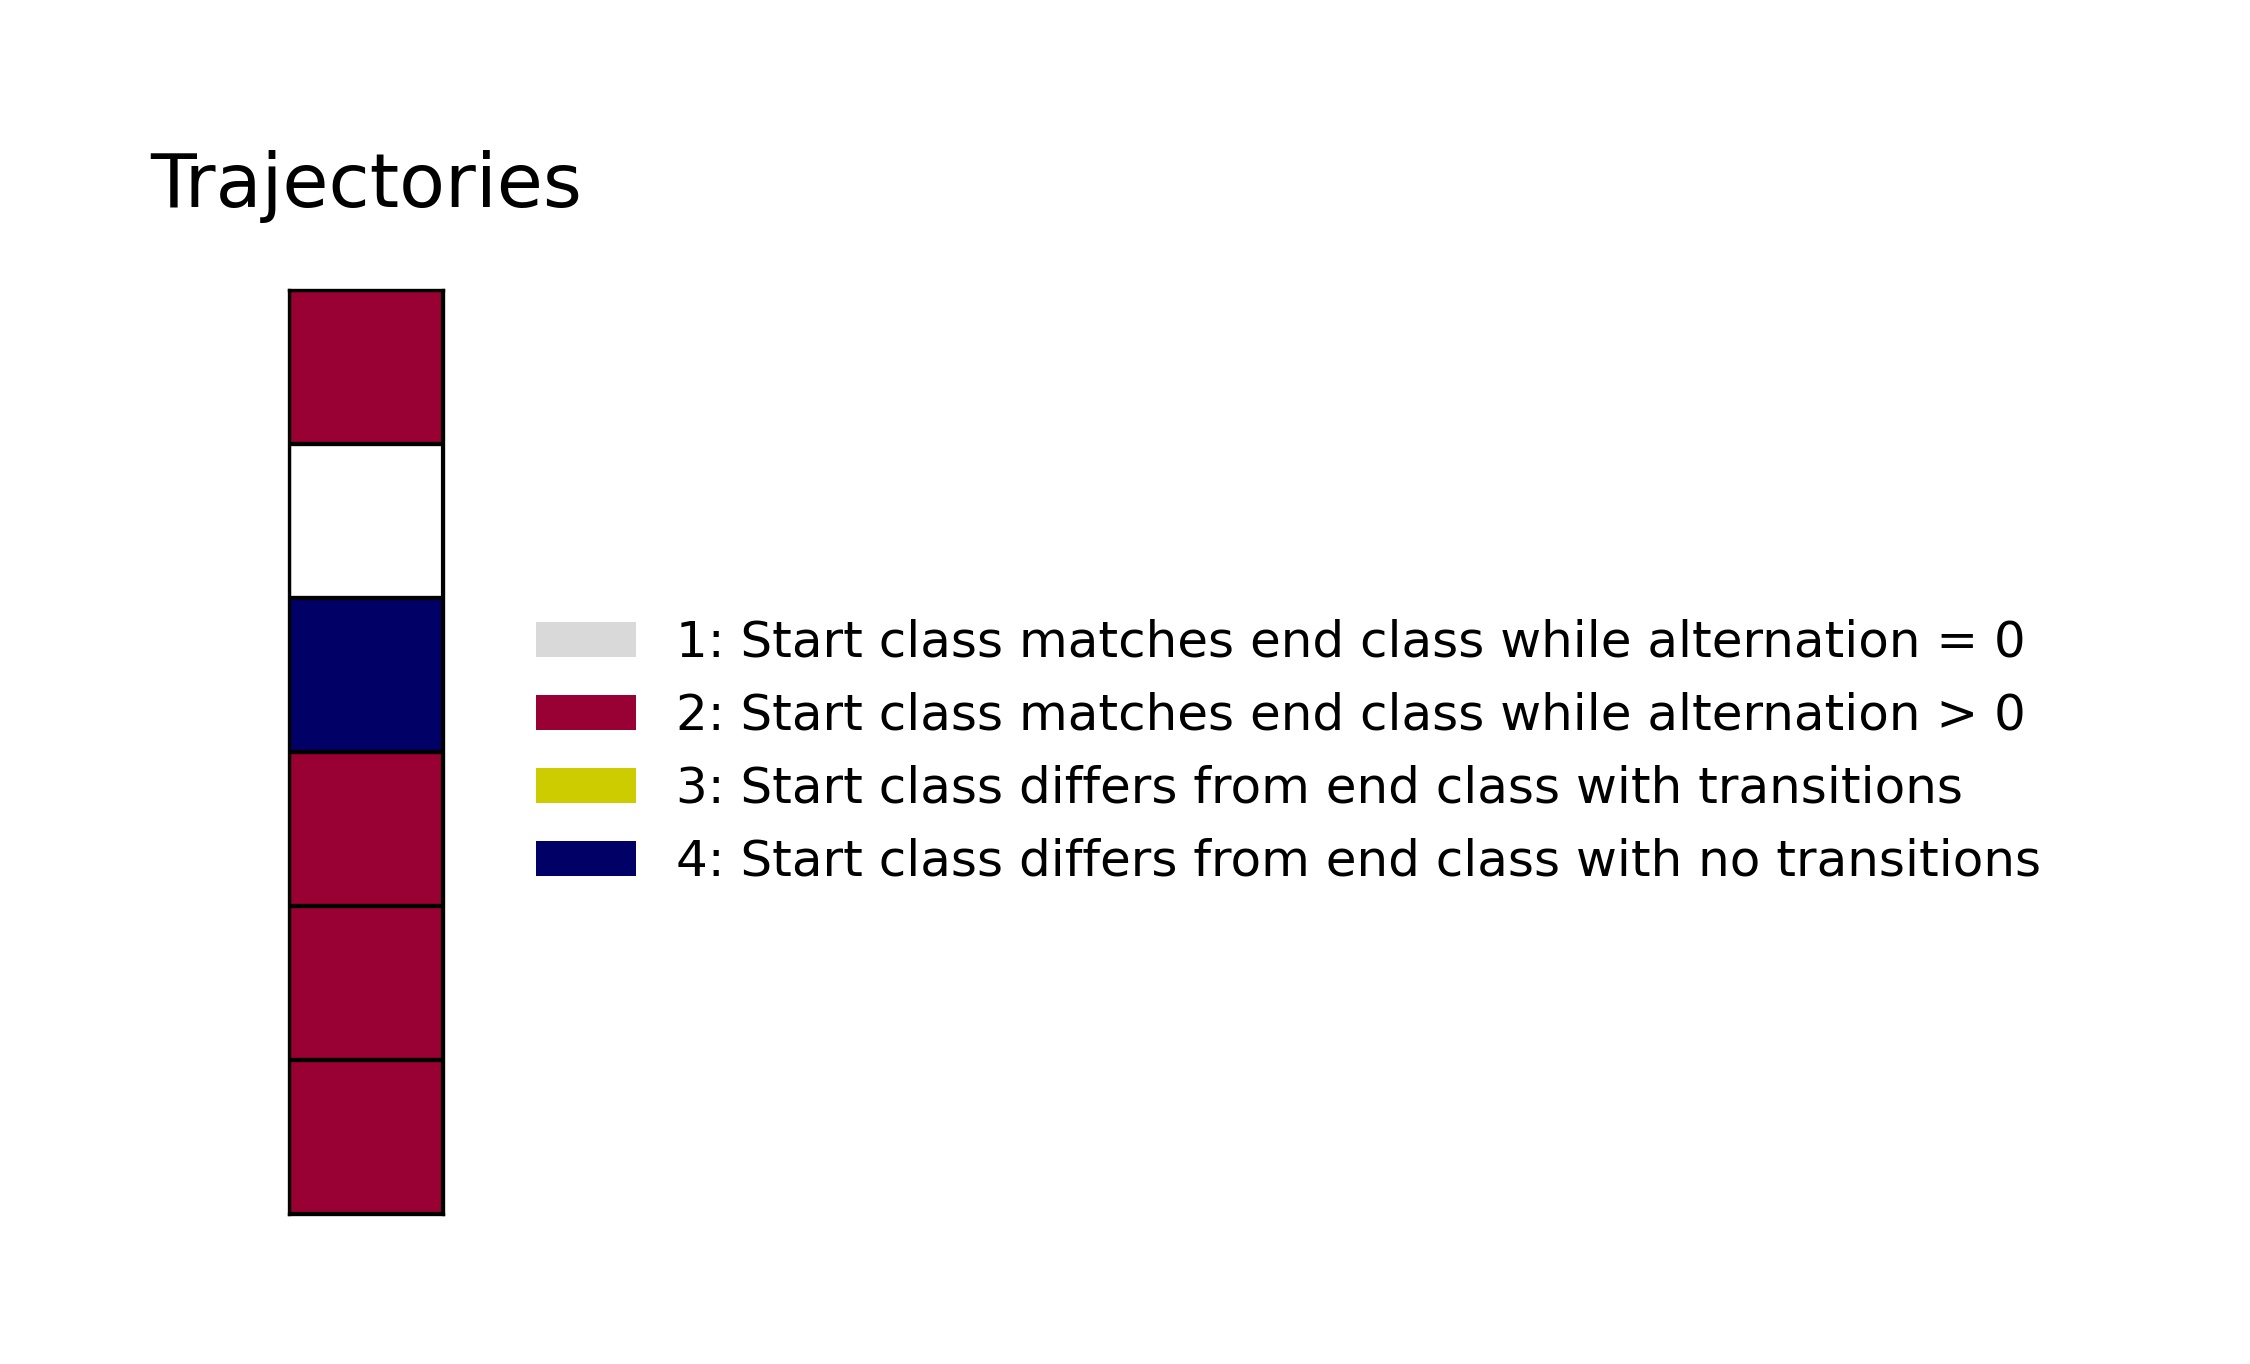 Trajectories
1: Start class matches end class while alternation = 0
2: Start class matches end class while alternation > 0
3: Start class differs from end class with transitions
4: Start class differs from end class with no transitions